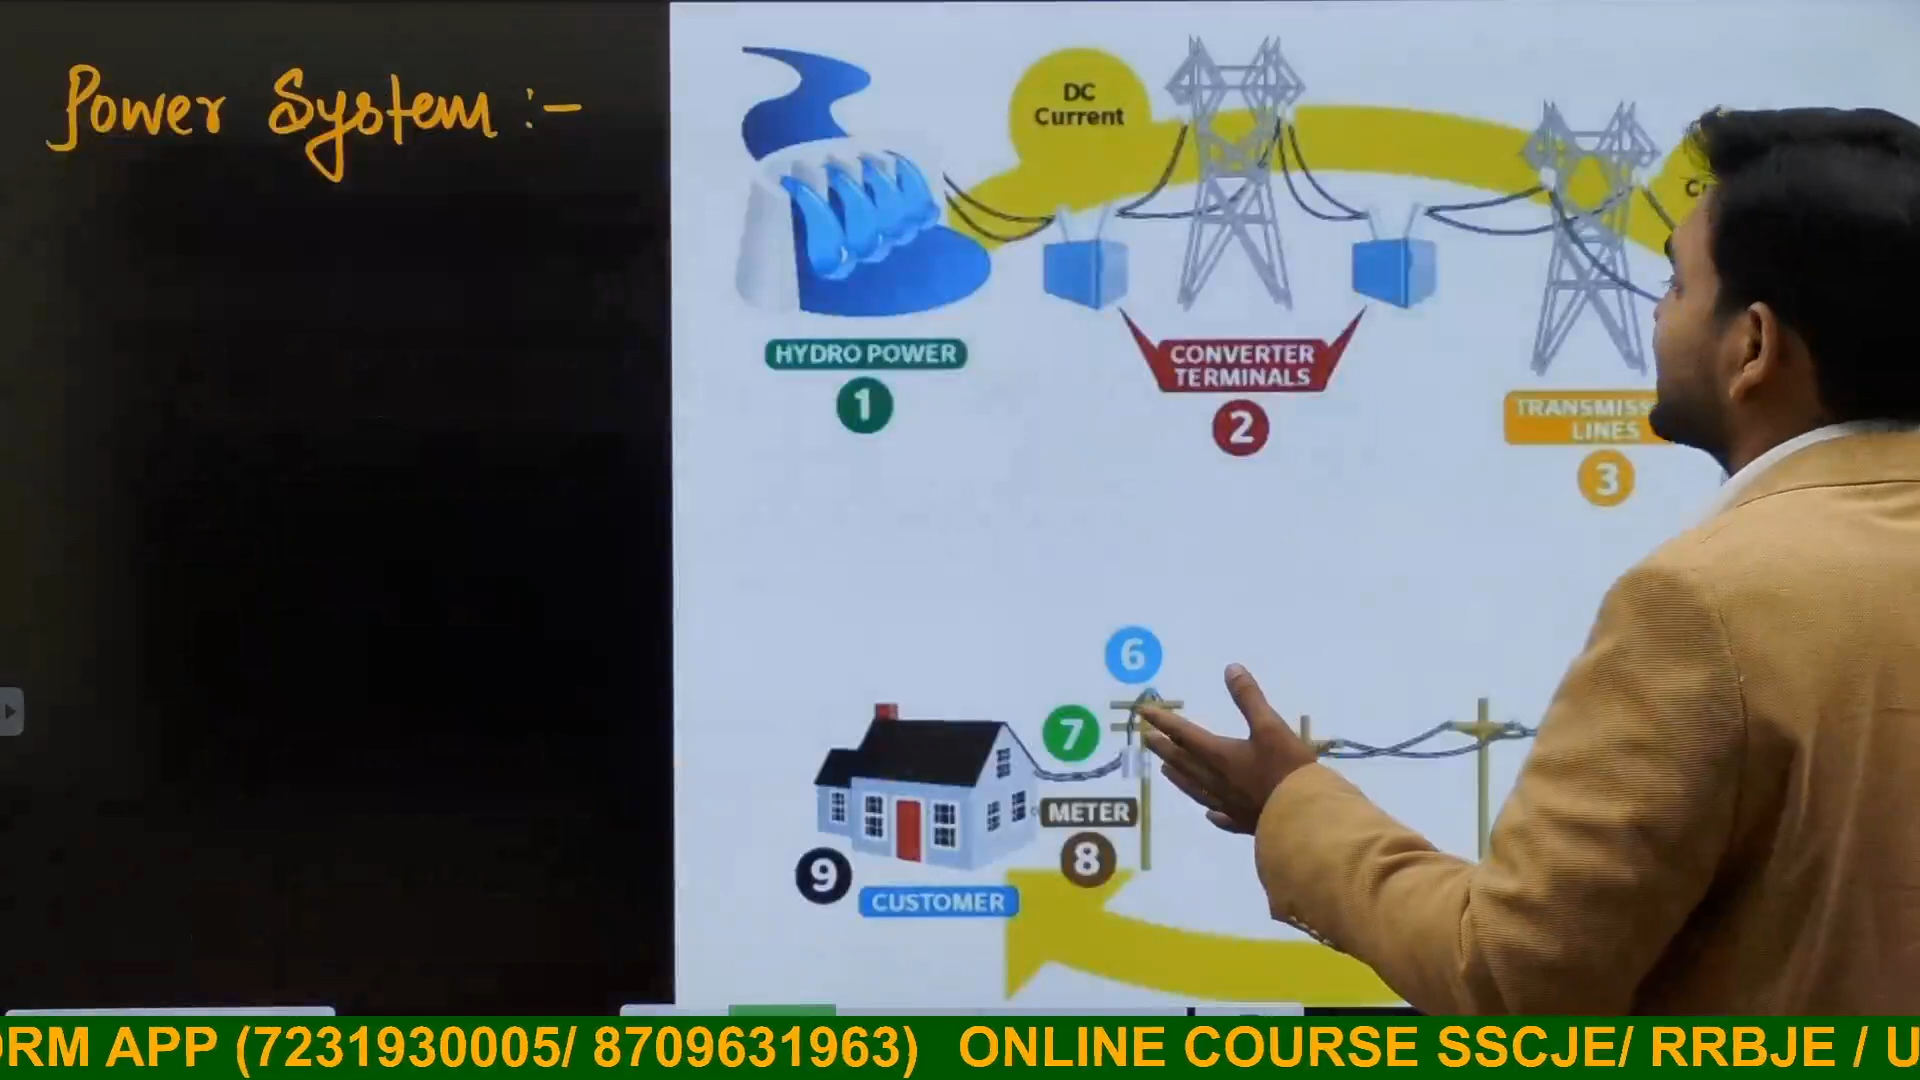 Power System :-
DC
Current
HYDRO POWER
1
CONVERTER
TERMINALS
2
LINES
3
6
7
METER
8
9
CUSTOMER
APP (7231930005/ 8709631963) ONLINE COURSE SSCJE/ RRBJE /